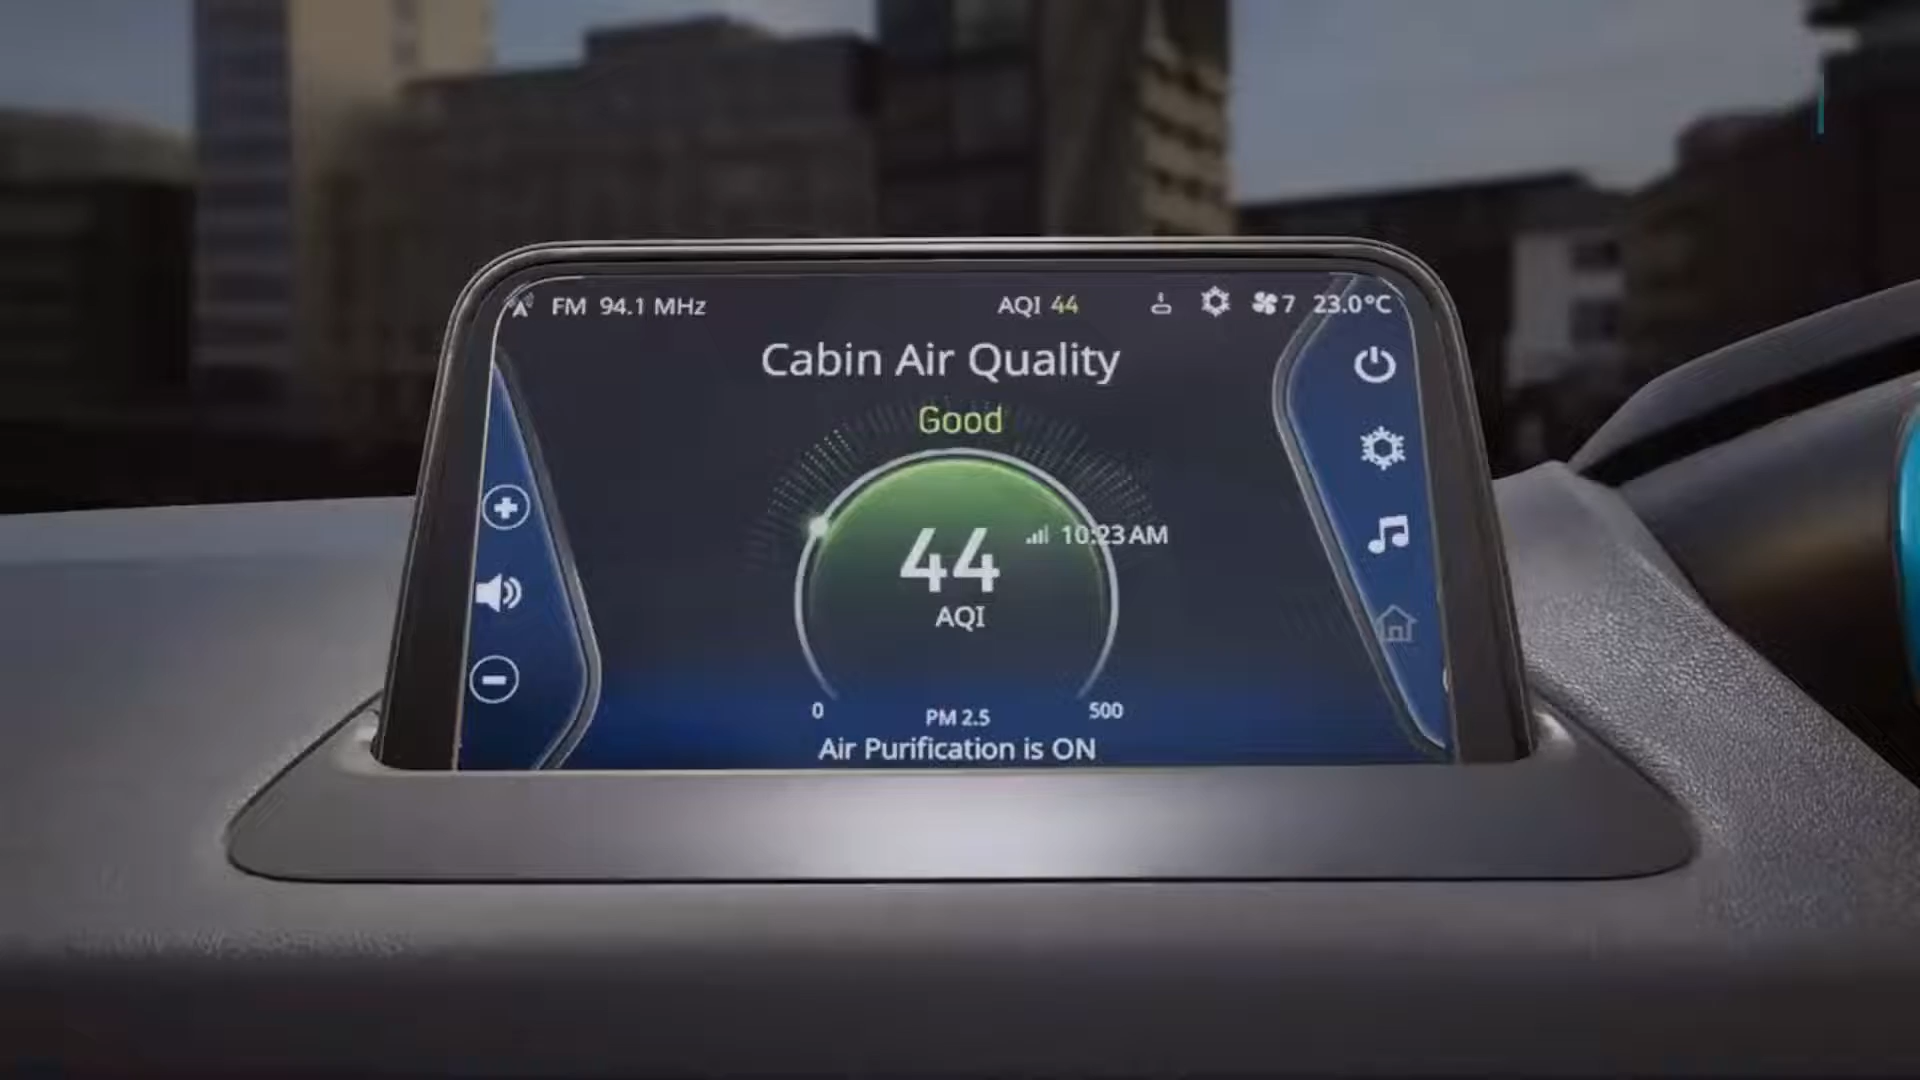 FM 94.1 MHz AQI 44 7 23.0°C
Cabin Air Quality
Good
10:23 AM
44
AQI
0 PM 2.5 500
Air Purification is ON